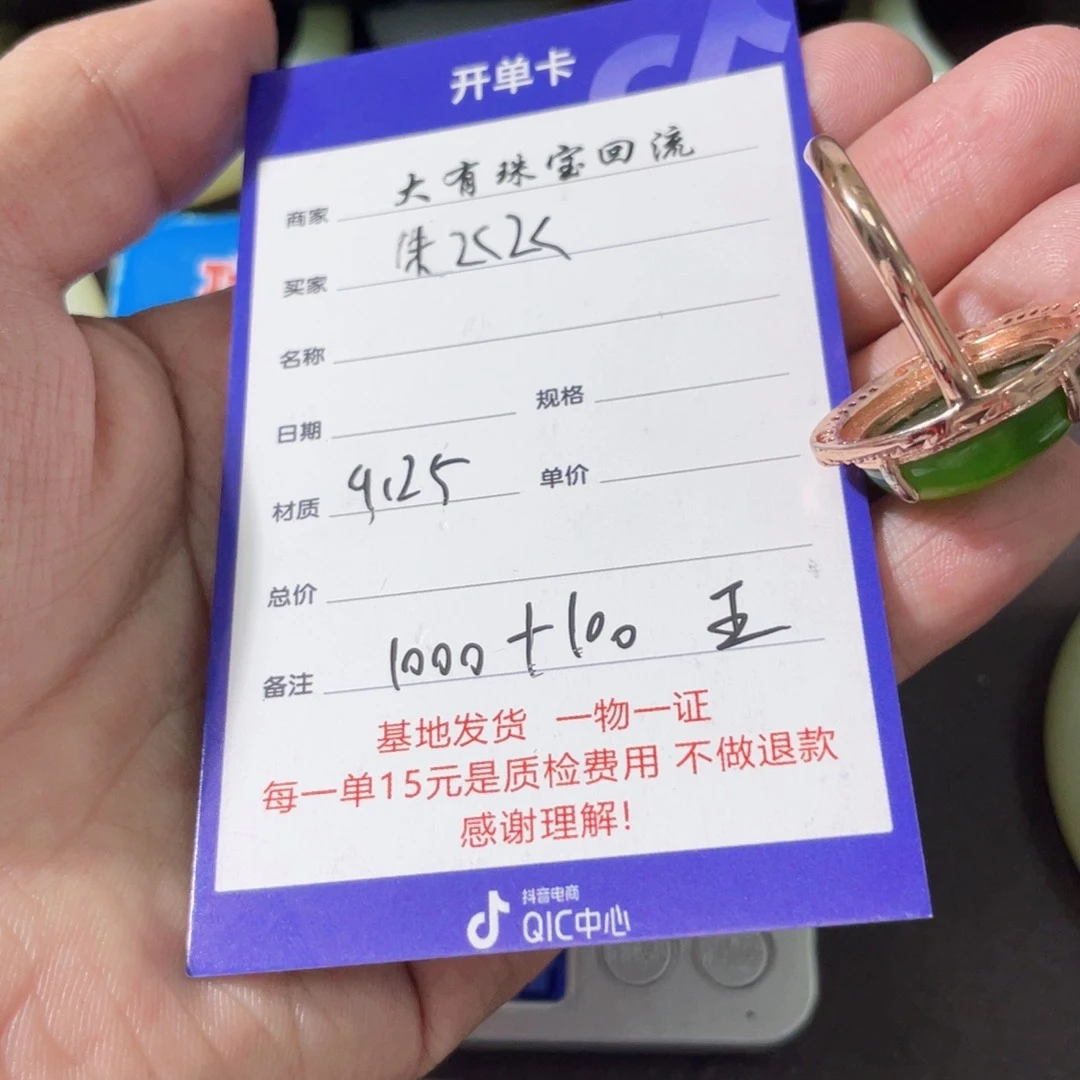 开单卡
商家 大有珠宝回流
买家 朱2<2<
名称
日期 规格
材质 9,25 单价
总价
备注 1000+100 王
基地发货 一物一证
每一单15元是质检费用 不做退款
感谢理解!
抖音电商
QIC中心